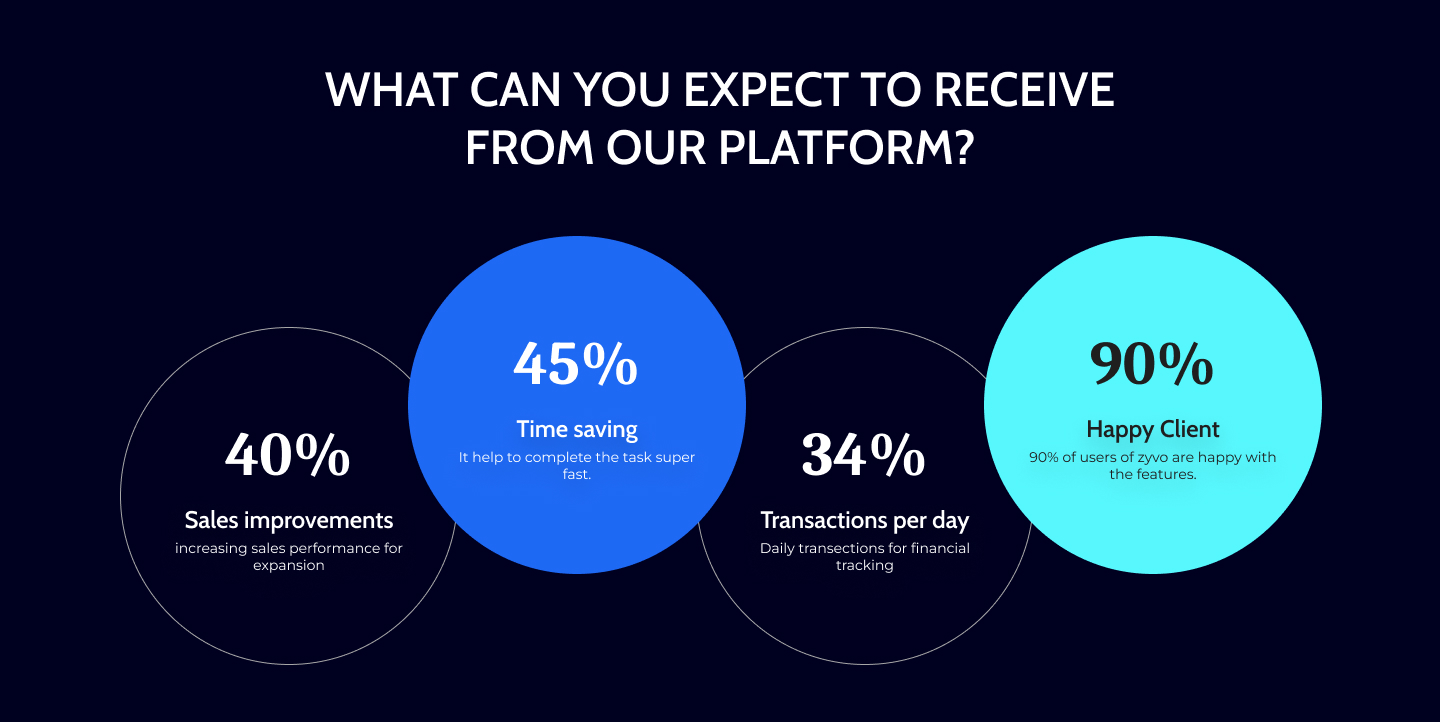 WHAT CAN YOU EXPECT TO RECEIVE
FROM OUR PLATFORM?
40%
Sales improvements
increasing sales performance for
expansion
45%
Time saving
It help to complete the task super
fast.
34%
Transactions per day
Daily transections for financial
tracking
90%
Happy Client
90% of users of zyvo are happy with
the features.